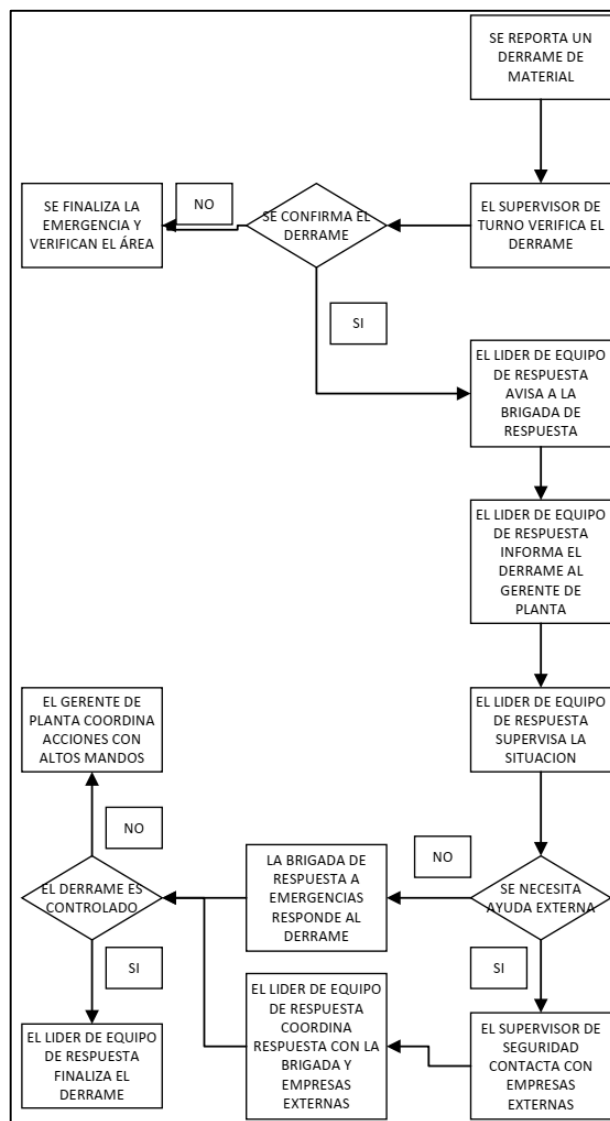 SE REPORTA UN
DERRAME DE
MATERIAL
EL SUPERVISOR DE
TURNO VERIFICA EL
DERRAME
SE CONFIRMA EL
DERRAME
NO
SE FINALIZA LA
EMERGENCIA Y
VERIFICAN EL ÁREA
SI
EL LIDER DE EQUIPO
DE RESPUESTA
AVISA A LA
BRIGADA DE
RESPUESTA
EL LIDER DE EQUIPO
DE RESPUESTA
INFORMA EL
DERRAME AL
GERENTE DE
PLANTA
EL LIDER DE EQUIPO
DE RESPUESTA
SUPERVISA LA
SITUACION
SE NECESITA
AYUDA EXTERNA
NO
LA BRIGADA DE
RESPUESTA A
EMERGENCIAS
RESPONDE AL
DERRAME
SI
EL SUPERVISOR DE
SEGURIDAD
CONTACTA CON
EMPRESAS
EXTERNAS
EL LIDER DE EQUIPO
DE RESPUESTA
COORDINA
RESPUESTA CON LA
BRIGADA Y
EMPRESAS
EXTERNAS
EL DERRAME ES
CONTROLADO
NO
EL GERENTE DE
PLANTA COORDINA
ACCIONES CON
ALTOS MANDOS
SI
EL LIDER DE EQUIPO
DE RESPUESTA
FINALIZA EL
DERRAME